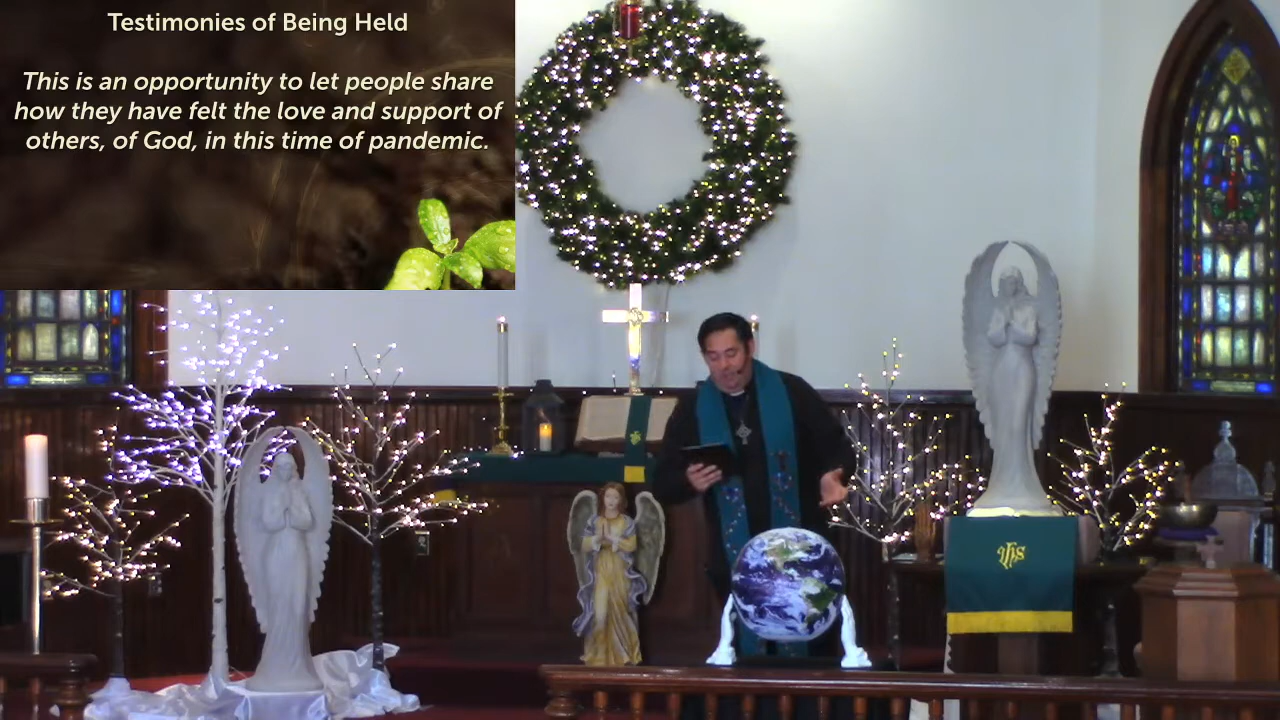 Testimonies of Being Held
This is an opportunity to let people share
how they have felt the love and support of
others, of God, in this time of pandemic.
IHS